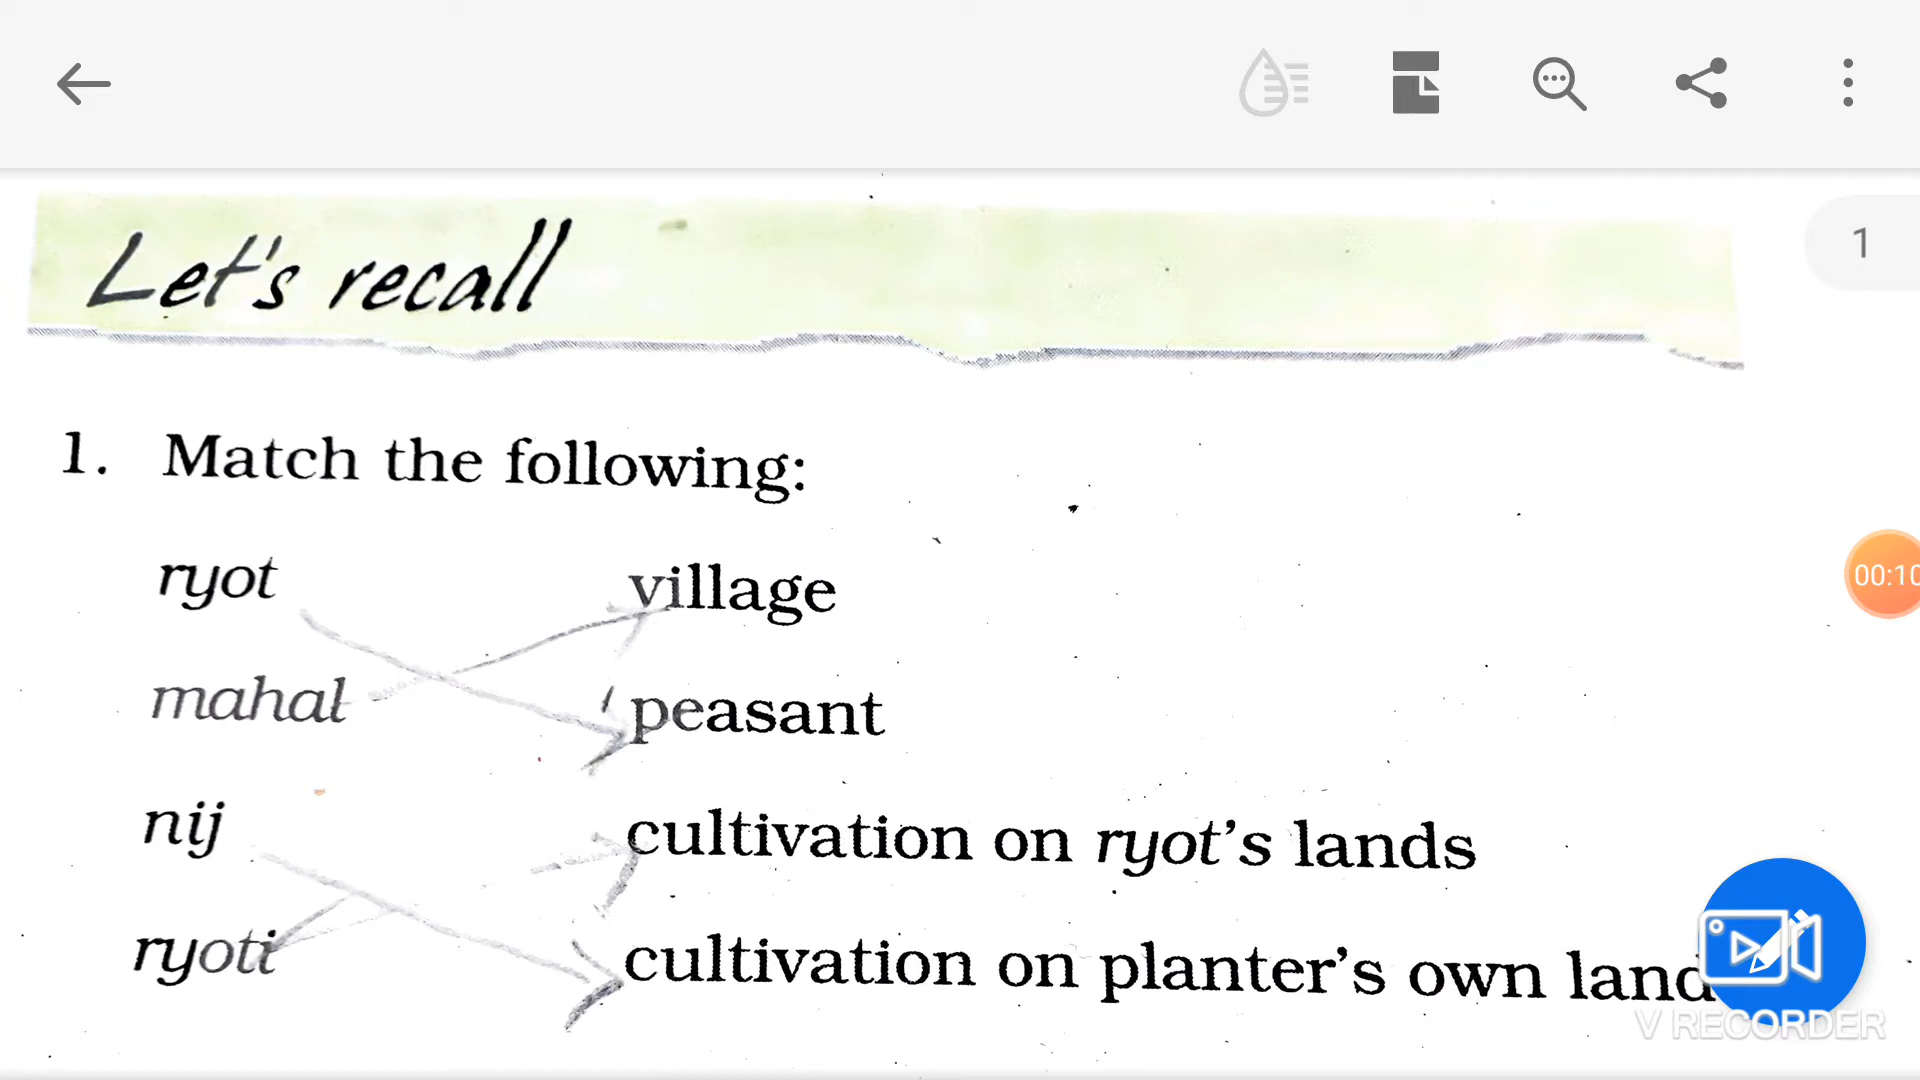 1
Let's recall
1. Match the following:
ryot village
00:10
mahal peasant
nij cultivation on ryot's lands
ryoti cultivation on planter's own land
V RECORDER